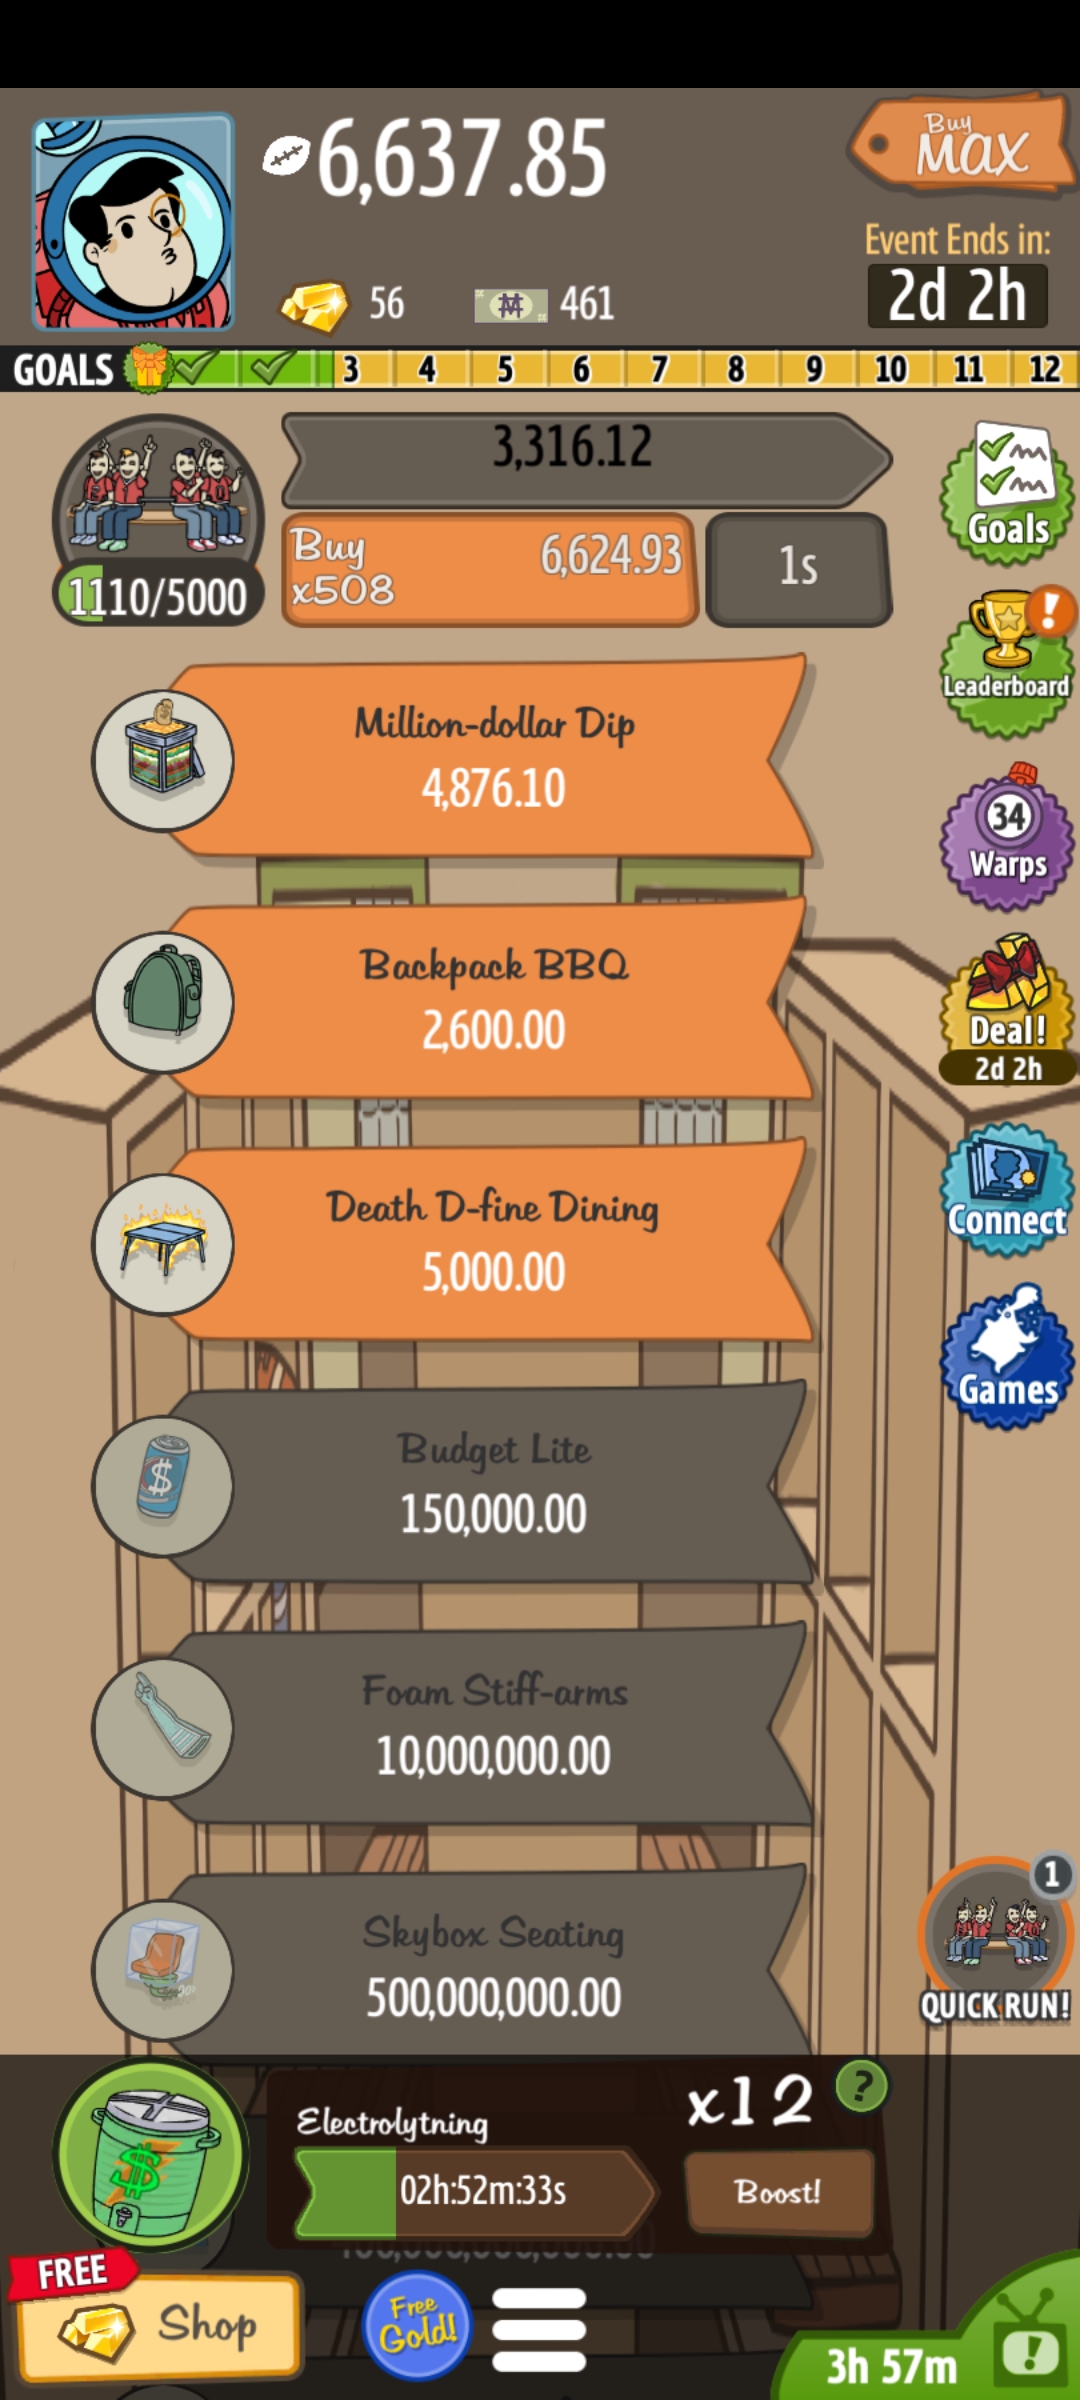 6,637.85
Buy
MAX
56
461
Event Ends in:
2d 2h
GOALS
3 4 5 6 7 8 9 10 11 12
3,316.12
Buy
x508
6,624.93
1s
1110/5000
Goals
Leaderboard
!
Million-dollar Dip
4,876.10
34
Warps
Backpack BBQ
2,600.00
Deal!
2d 2h
Death D-fine Dining
5,000.00
Connect
Games
Budget Lite
150,000.00
Foam Stiff-arms
10,000,000.00
Skybox Seating
500,000,000.00
1
QUICK RUN!
Electrolytning
x12
?
02h:52m:33s
Boost!
FREE
Shop
Free
Gold!
3h 57m
!